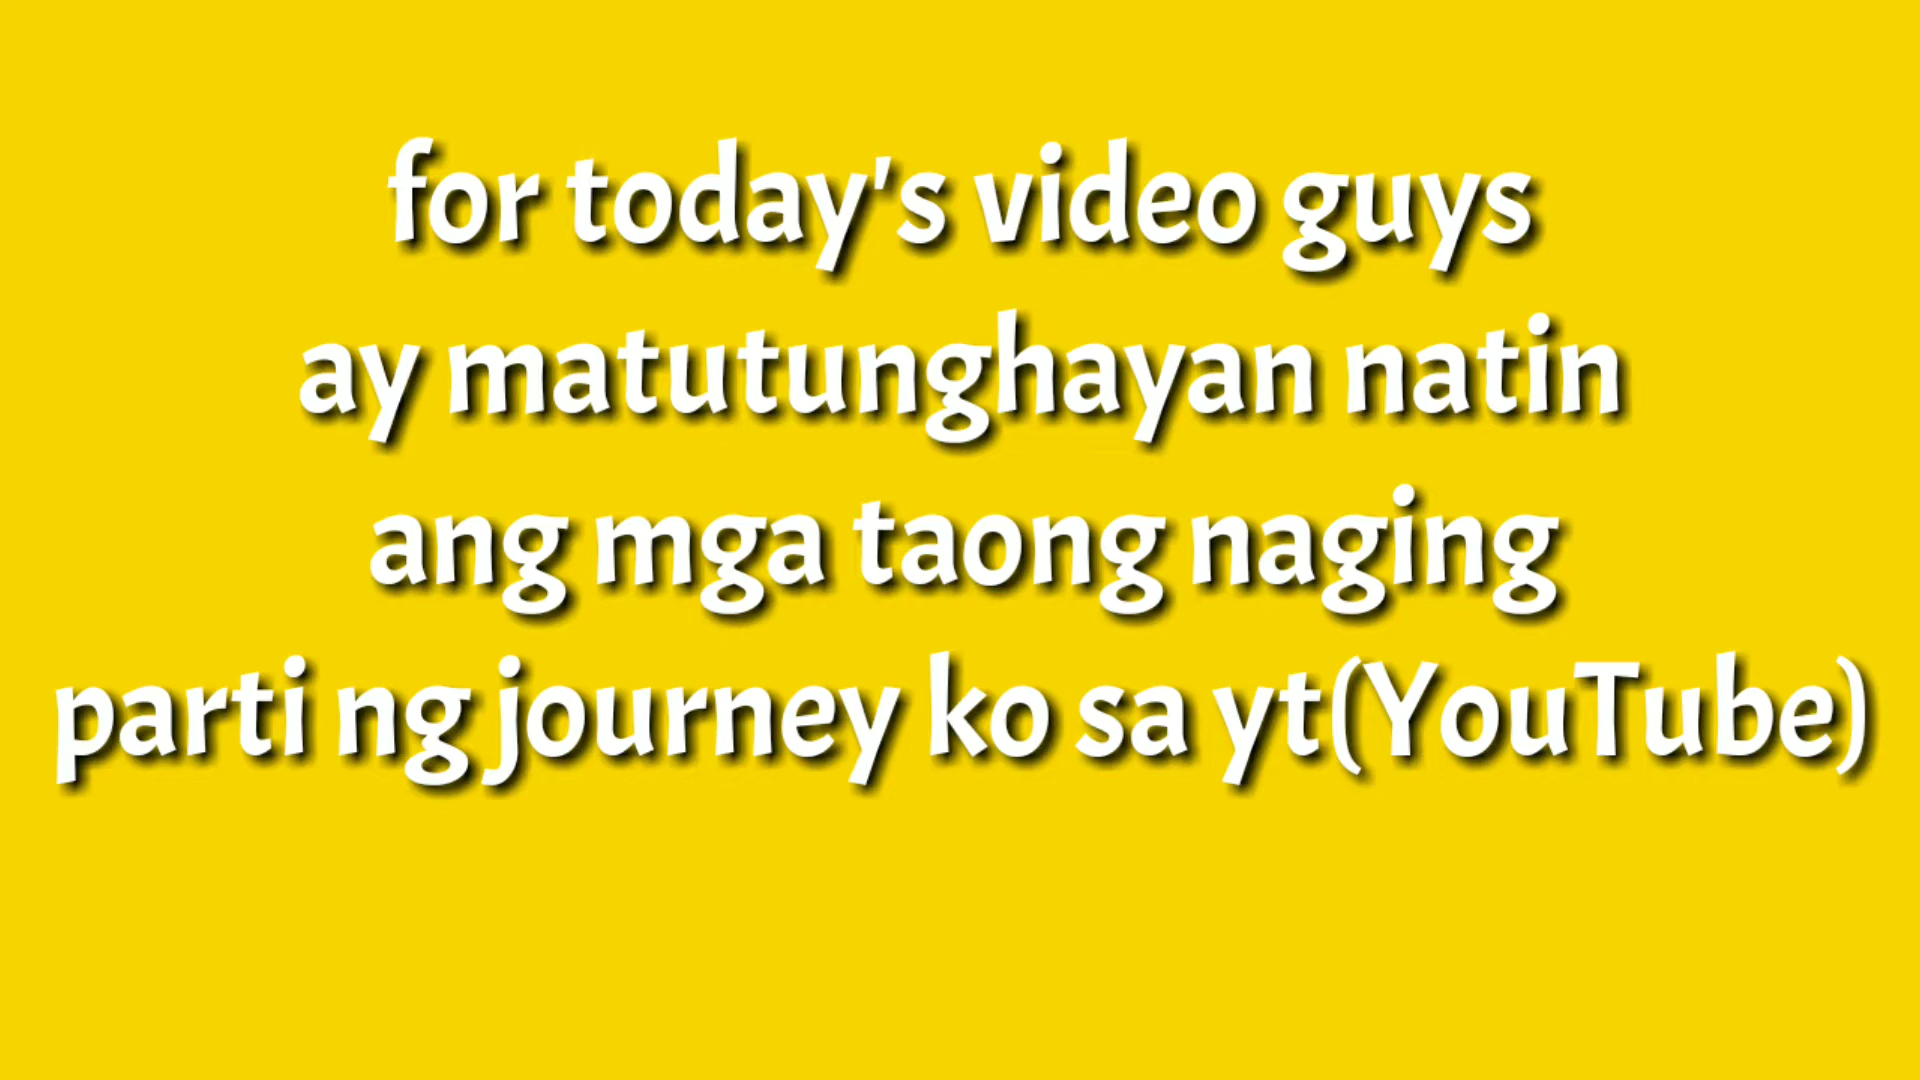 for today's video guys
ay matutunghayan natin
ang mga taong naging
parti ng journey ko sa yt(YouTube)